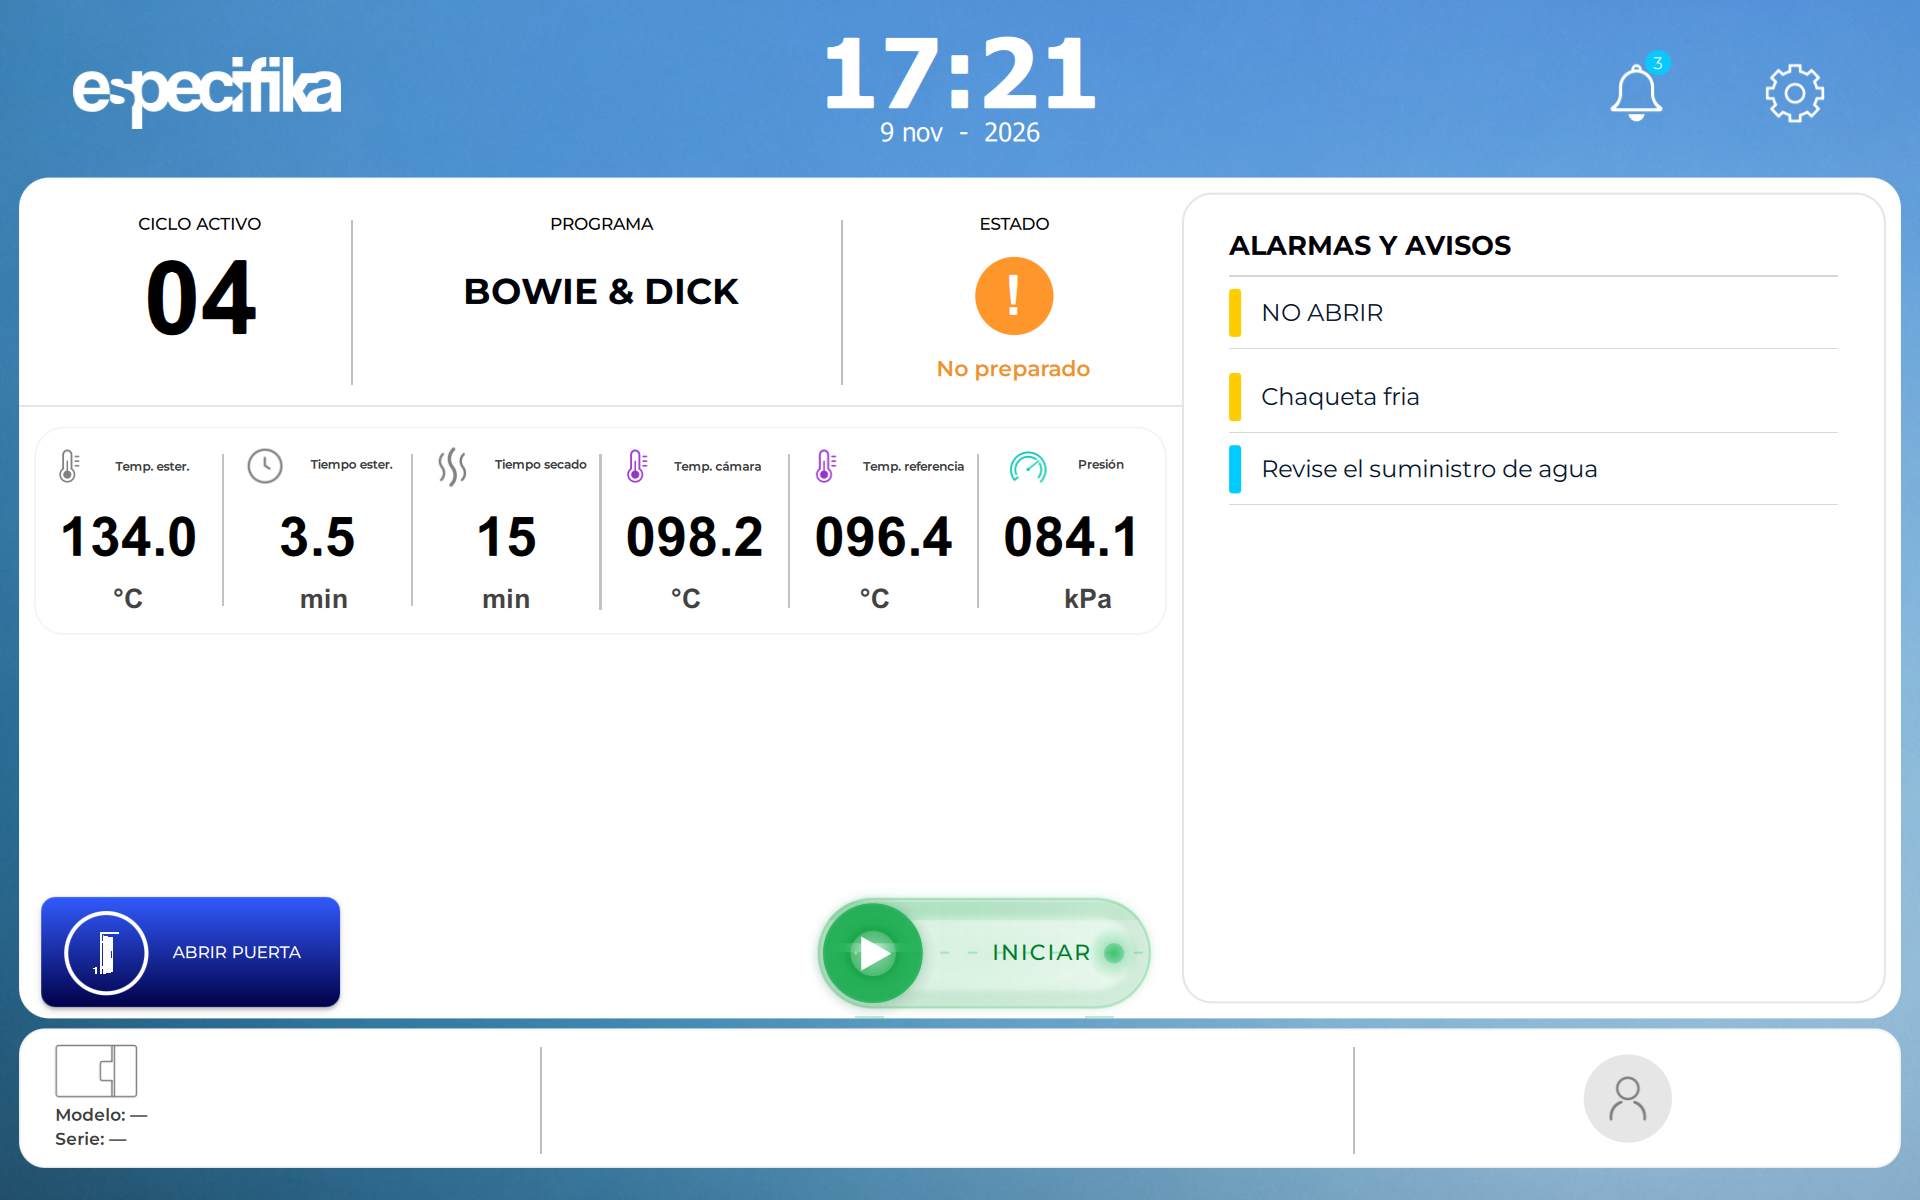 especifika
17:21
9 nov - 2026
3
CICLO ACTIVO
04
PROGRAMA
BOWIE & DICK
ESTADO
!
No preparado
Temp. ester.
134.0
°C
Tiempo ester.
3.5
min
Tiempo secado
15
min
Temp. cámara
098.2
°C
Temp. referencia
096.4
°C
Presión
084.1
kPa
ALARMAS Y AVISOS
NO ABRIR
Chaqueta fria
Revise el suministro de agua
ABRIR PUERTA
INICIAR
Modelo: —
Serie: —